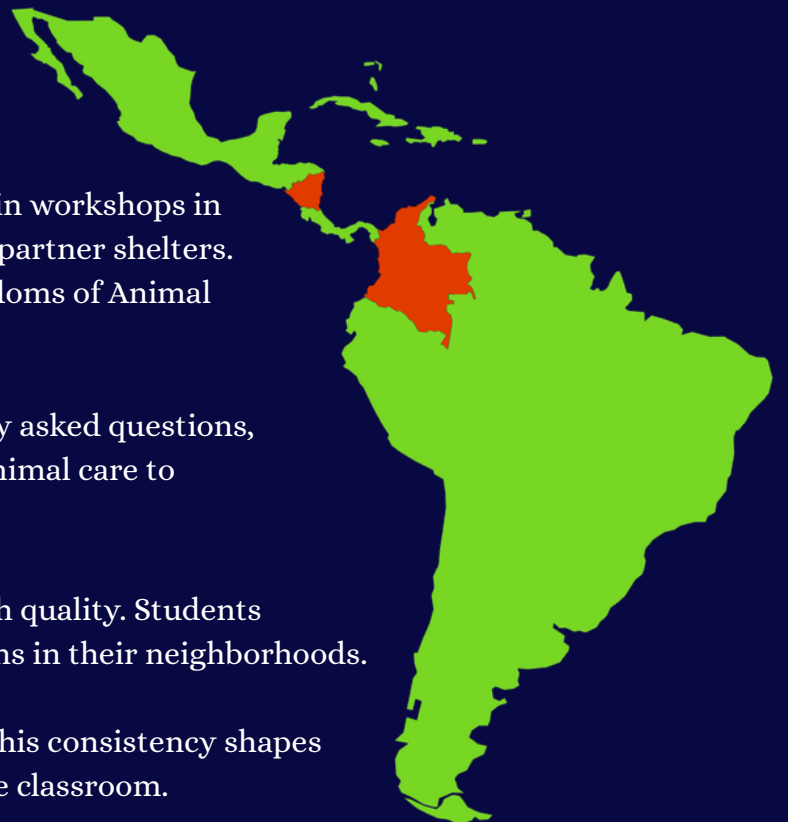 in workshops in
partner shelters.
doms of Animal
y asked questions,
nimal care to
h quality. Students
ns in their neighborhoods.
his consistency shapes
e classroom.